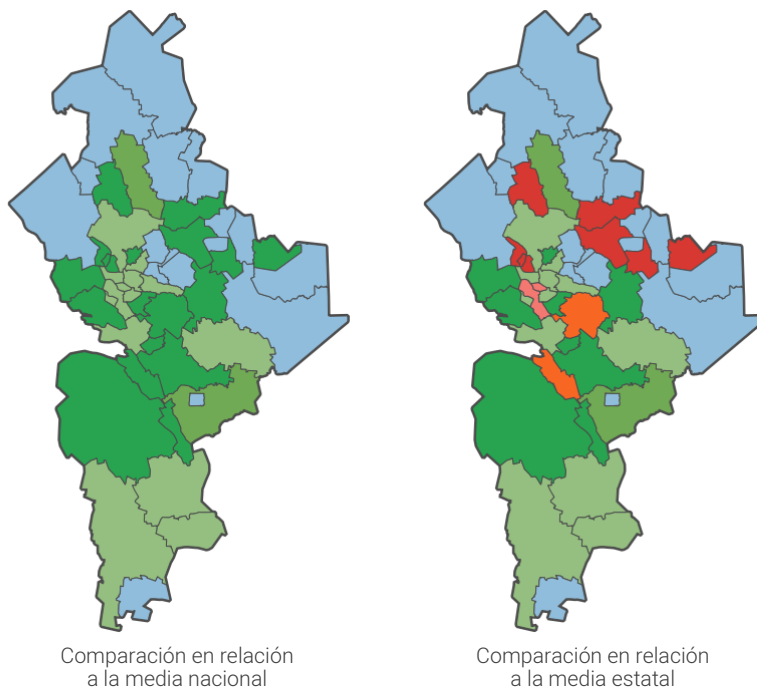 Comparación en relación
a la media nacional
Comparación en relación
a la media estatal